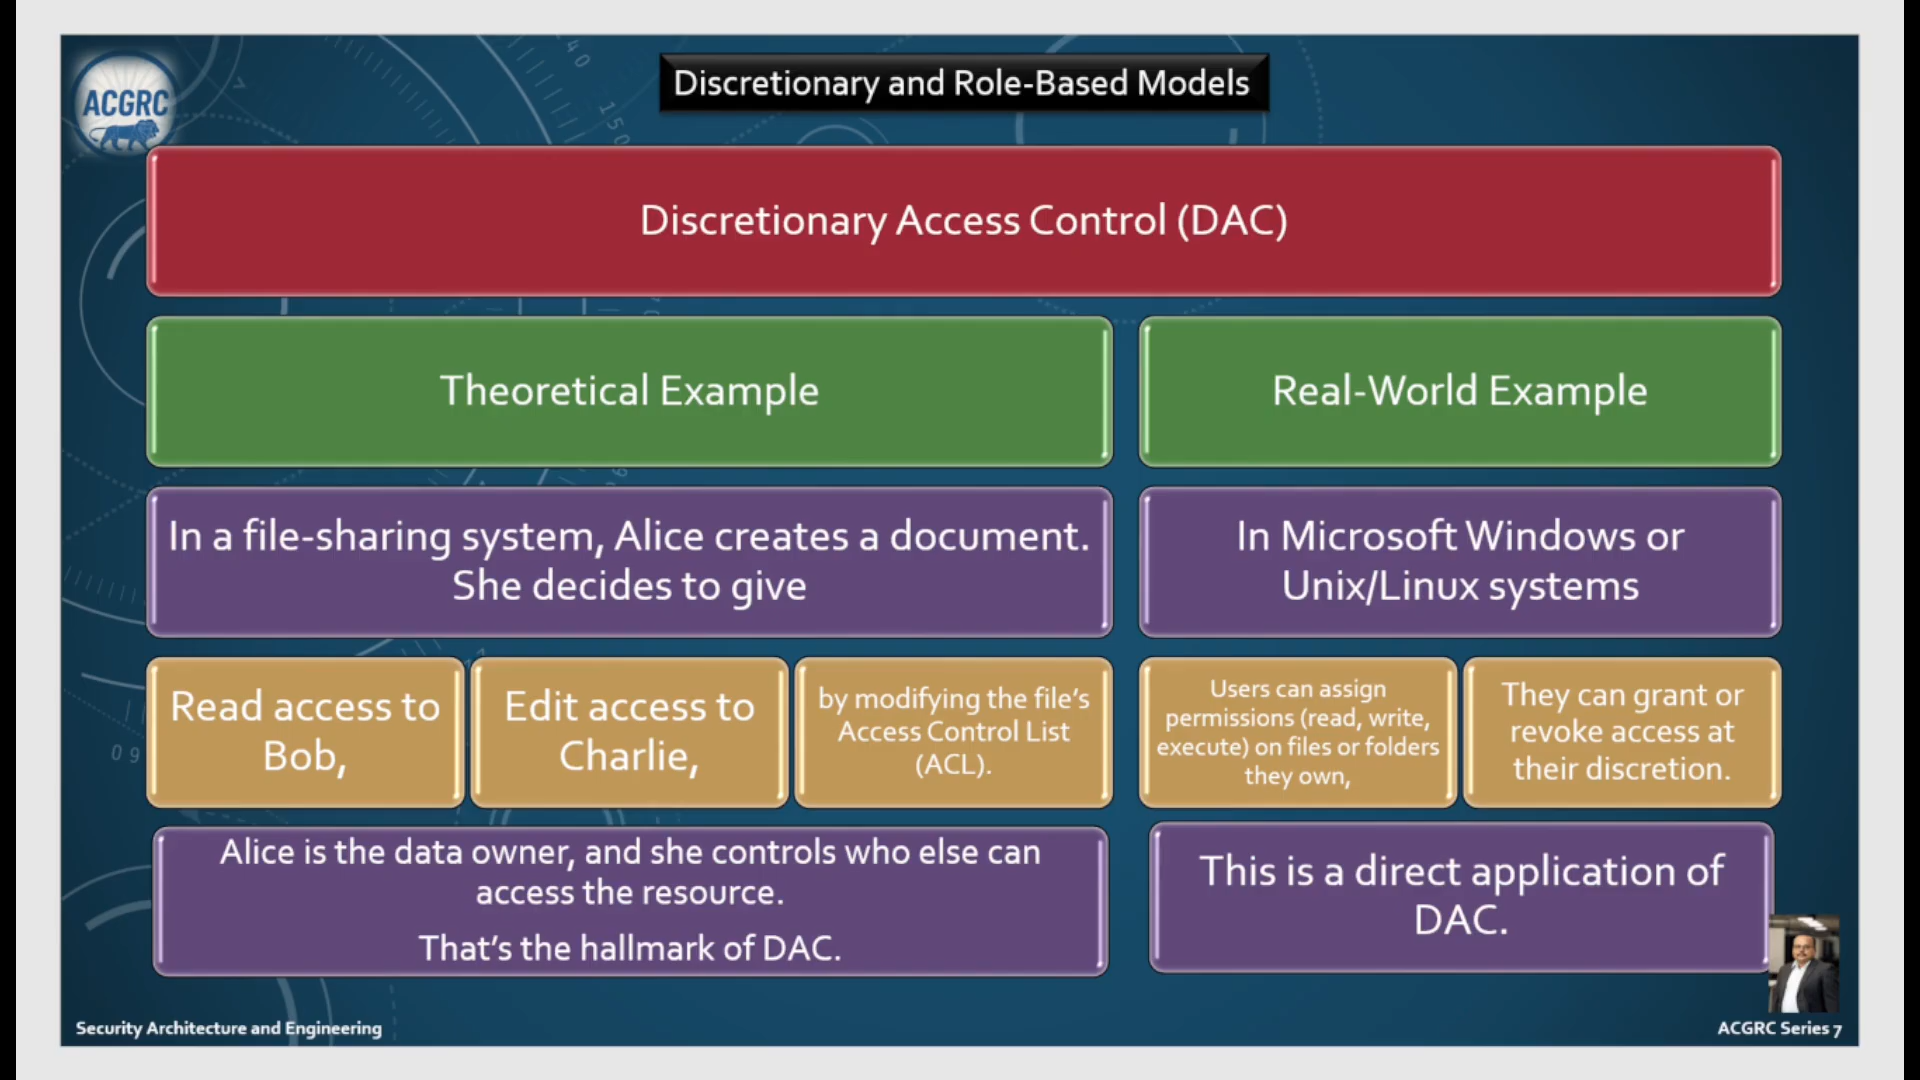 ACGRC
Discretionary and Role-Based Models
Discretionary Access Control (DAC)
Theoretical Example
Real-World Example
In a file-sharing system, Alice creates a document.
She decides to give
In Microsoft Windows or
Unix/Linux systems
Read access to
Bob,
Edit access to
Charlie,
by modifying the file's
Access Control List
(ACL).
Users can assign
permissions (read, write,
execute) on files or folders
they own,
They can grant or
revoke access at
their discretion.
Alice is the data owner, and she controls who else can
access the resource.
That's the hallmark of DAC.
This is a direct application of
DAC.
Security Architecture and Engineering
ACGRC Series 7